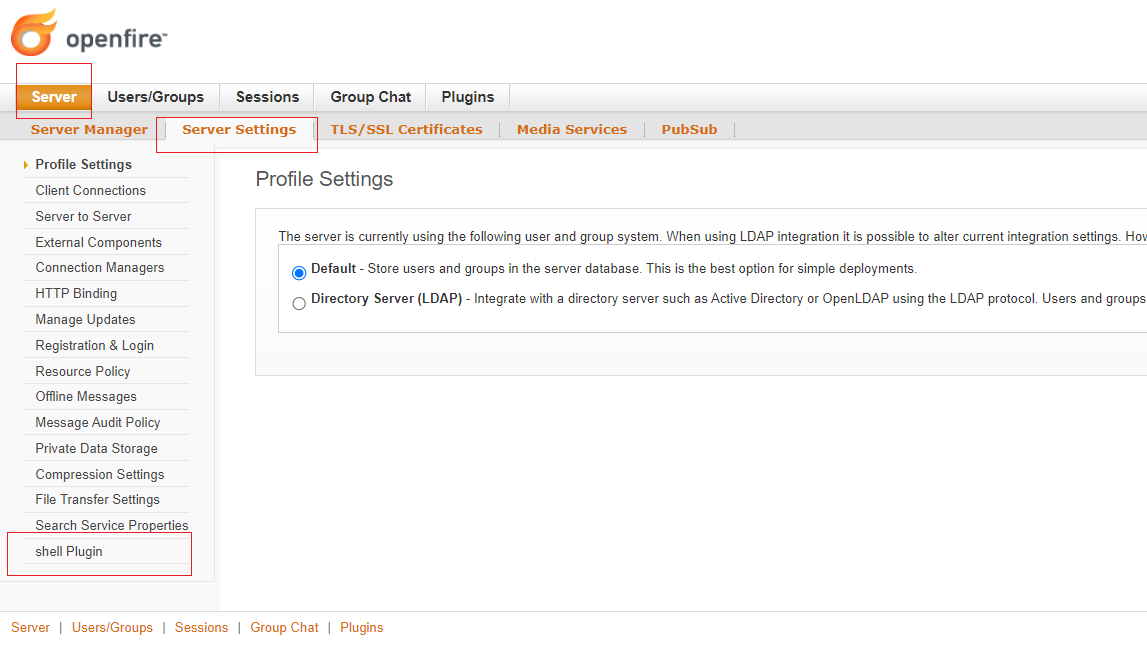 openfire™
Server Users/Groups Sessions Group Chat Plugins
Server Manager Server Settings TLS/SSL Certificates Media Services PubSub
Profile Settings
Client Connections
Server to Server
External Components
Connection Managers
HTTP Binding
Manage Updates
Registration & Login
Resource Policy
Offline Messages
Message Audit Policy
Private Data Storage
Compression Settings
File Transfer Settings
Search Service Properties
shell Plugin
Profile Settings
The server is currently using the following user and group system. When using LDAP integration it is possible to alter current integration settings. How
Default - Store users and groups in the server database. This is the best option for simple deployments.
Directory Server (LDAP) - Integrate with a directory server such as Active Directory or OpenLDAP using the LDAP protocol. Users and groups
Server | Users/Groups | Sessions | Group Chat | Plugins